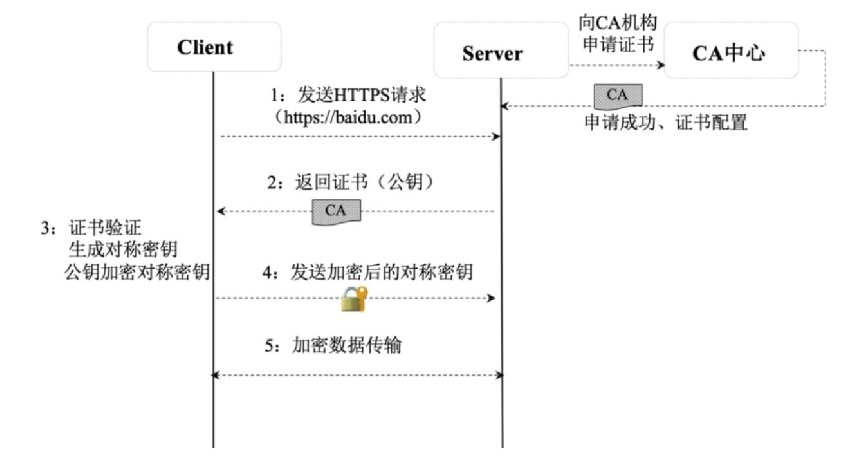 Client
Server
向CA机构
申请证书
CA中心
CA
申请成功、证书配置
1：发送HTTPS请求
（https://baidu.com）
2：返回证书（公钥）
CA
3：证书验证
生成对称密钥
公钥加密对称密钥
4：发送加密后的对称密钥
5：加密数据传输